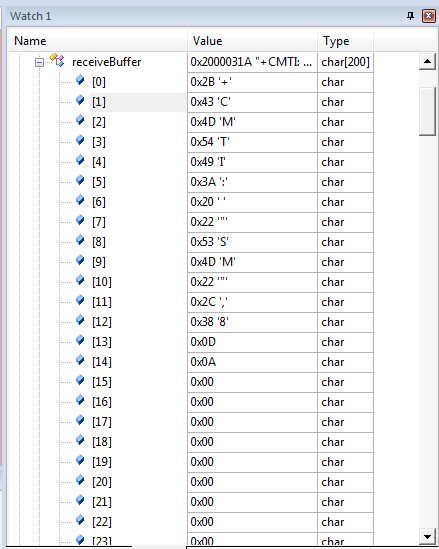 Watch 1
Name Value Type
receiveBuffer 0x2000031A "+CMTI: ... char[200]
[0] 0x2B '+' char
[1] 0x43 'C' char
[2] 0x4D 'M' char
[3] 0x54 'T' char
[4] 0x49 'I' char
[5] 0x3A ':' char
[6] 0x20 ' ' char
[7] 0x22 '"' char
[8] 0x53 'S' char
[9] 0x4D 'M' char
[10] 0x22 '"' char
[11] 0x2C ',' char
[12] 0x38 '8' char
[13] 0x0D char
[14] 0x0A char
[15] 0x00 char
[16] 0x00 char
[17] 0x00 char
[18] 0x00 char
[19] 0x00 char
[20] 0x00 char
[21] 0x00 char
[22] 0x00 char
[23] 0x00 char